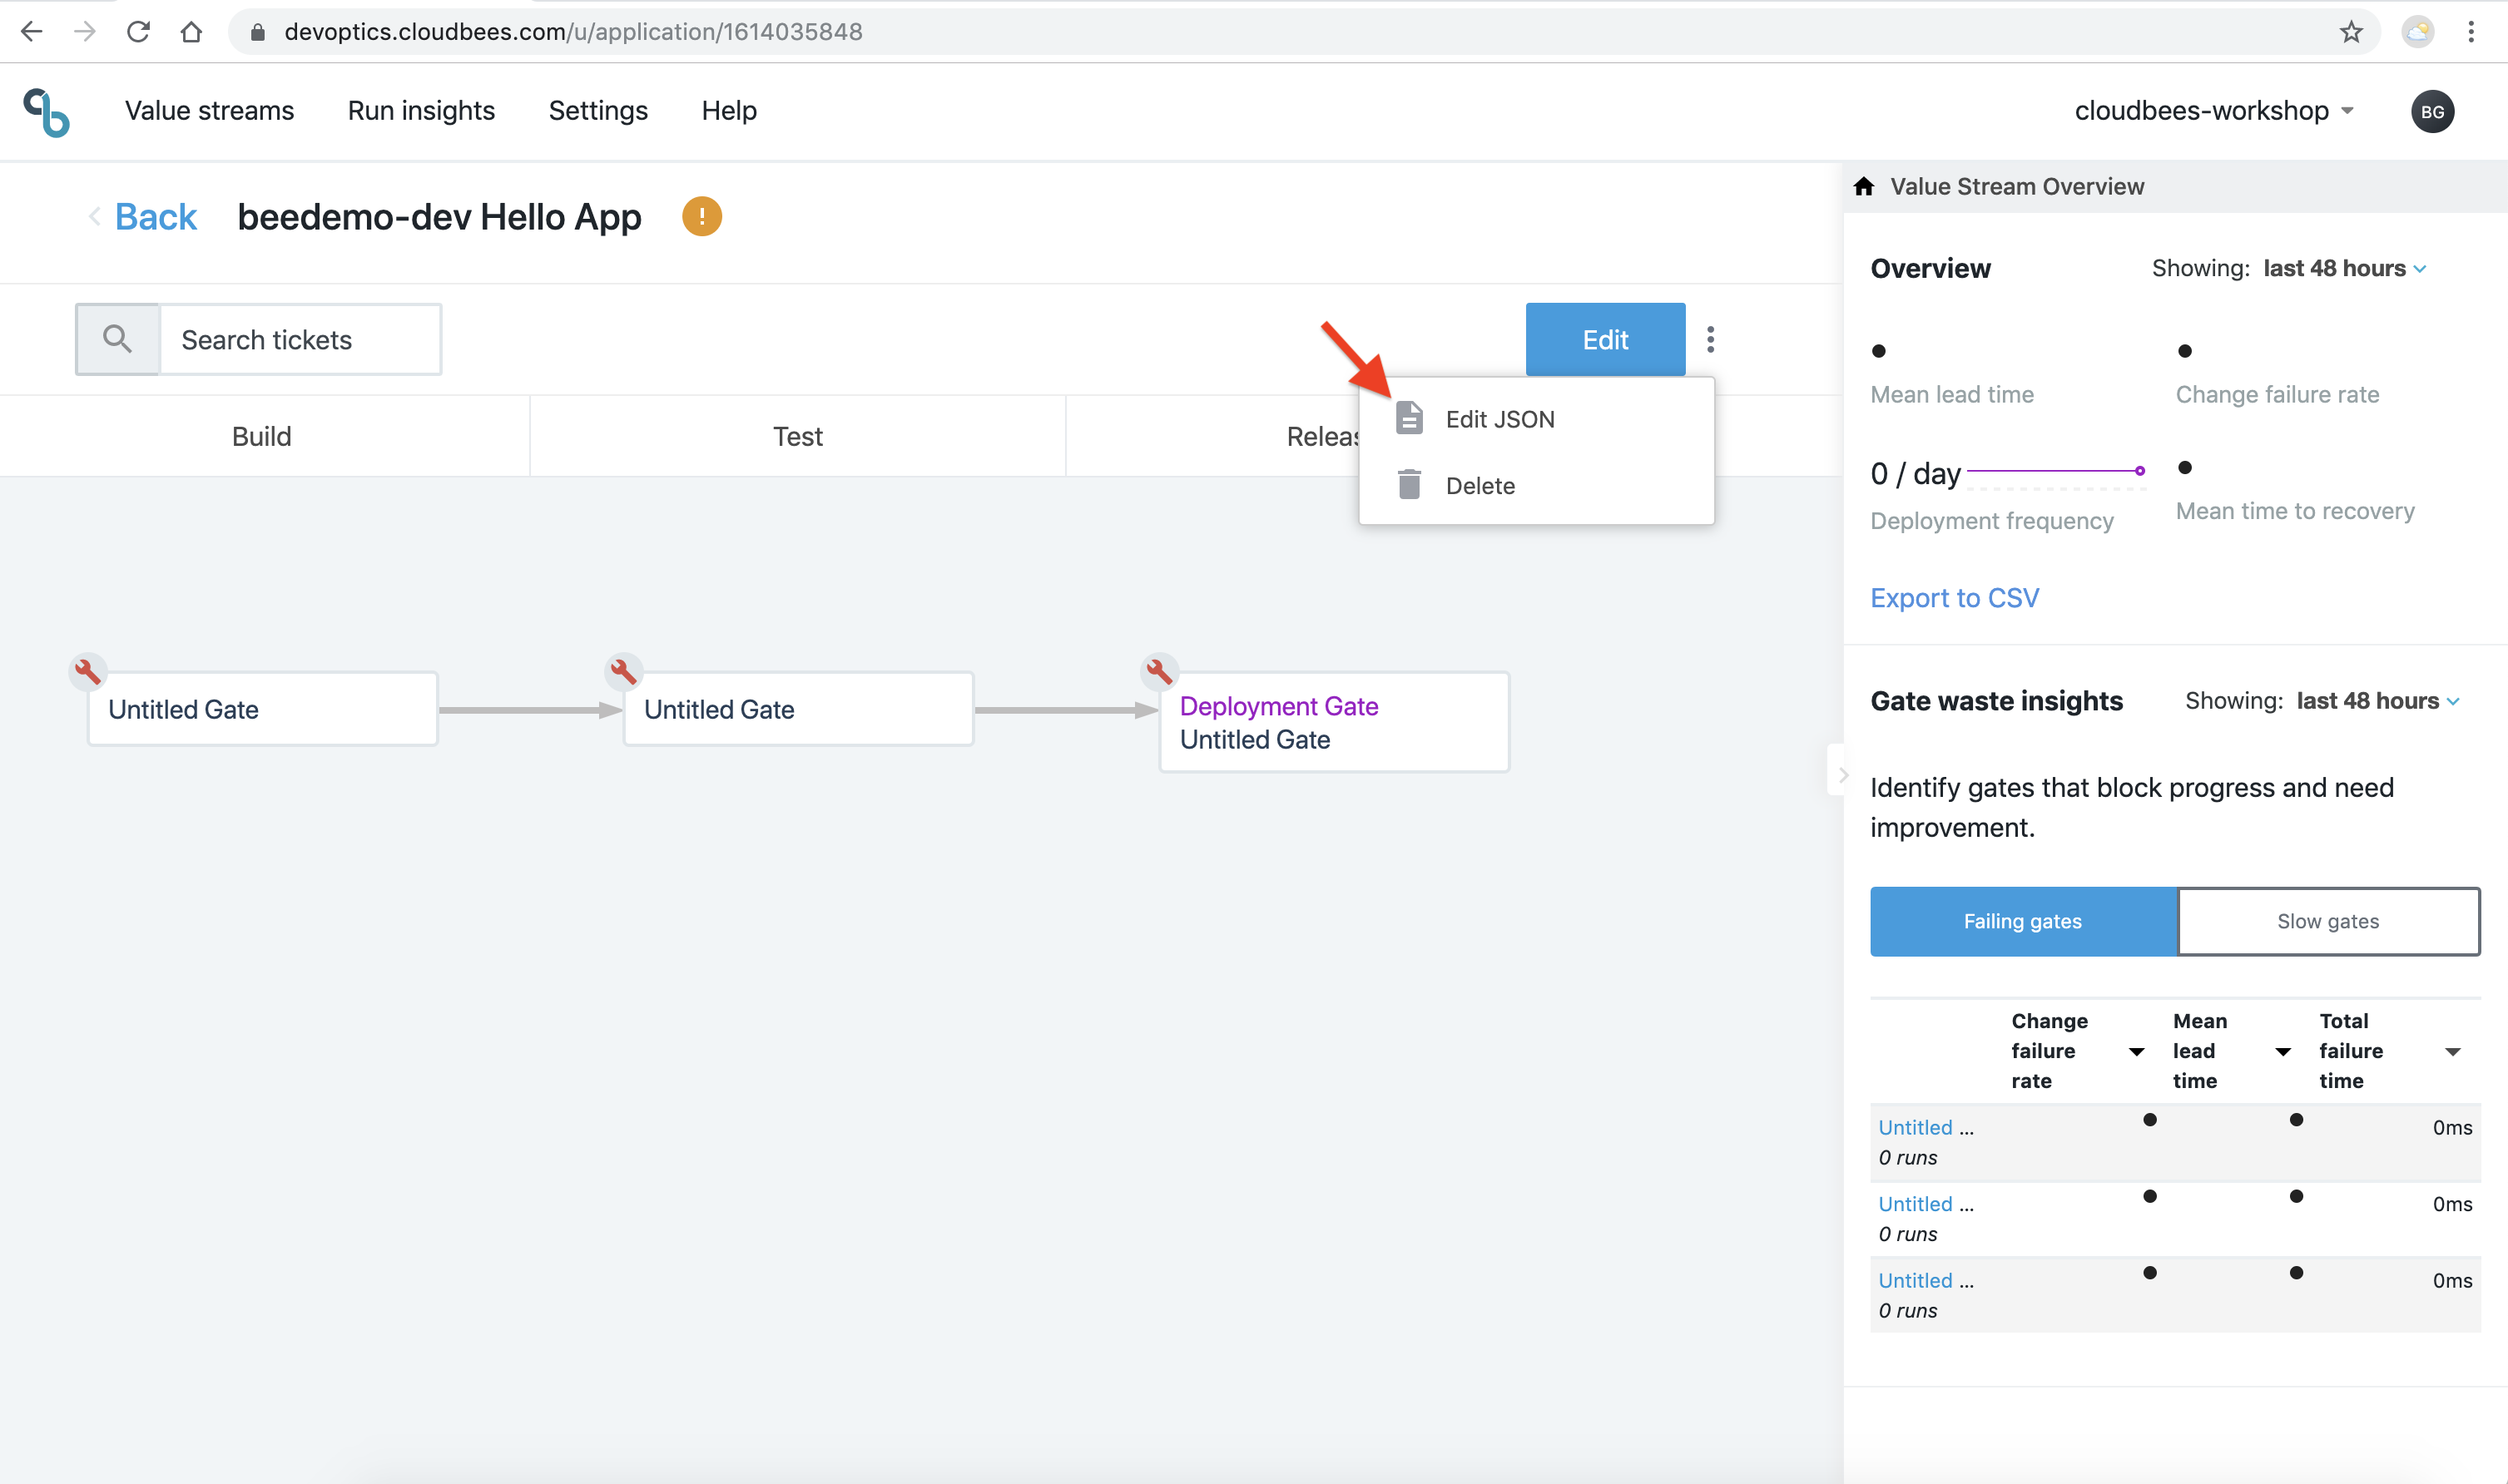 devoptics.cloudbees.com/u/application/1614035848
Value streams
Run insights
Settings
Help
cloudbees-workshop
BG
Back
beedemo-dev Hello App
!
Search tickets
Edit
Edit JSON
Delete
Build
Test
Releas
Untitled Gate
Untitled Gate
Deployment Gate
Untitled Gate
Value Stream Overview
Overview
Showing: last 48 hours
Mean lead time
Change failure rate
0 / day
Deployment frequency
Mean time to recovery
Export to CSV
Gate waste insights
Showing: last 48 hours
Identify gates that block progress and need
improvement.
Failing gates
Slow gates
Change
failure
rate
Mean
lead
time
Total
failure
time
Untitled ...
0ms
0 runs
Untitled ...
0ms
0 runs
Untitled ...
0ms
0 runs